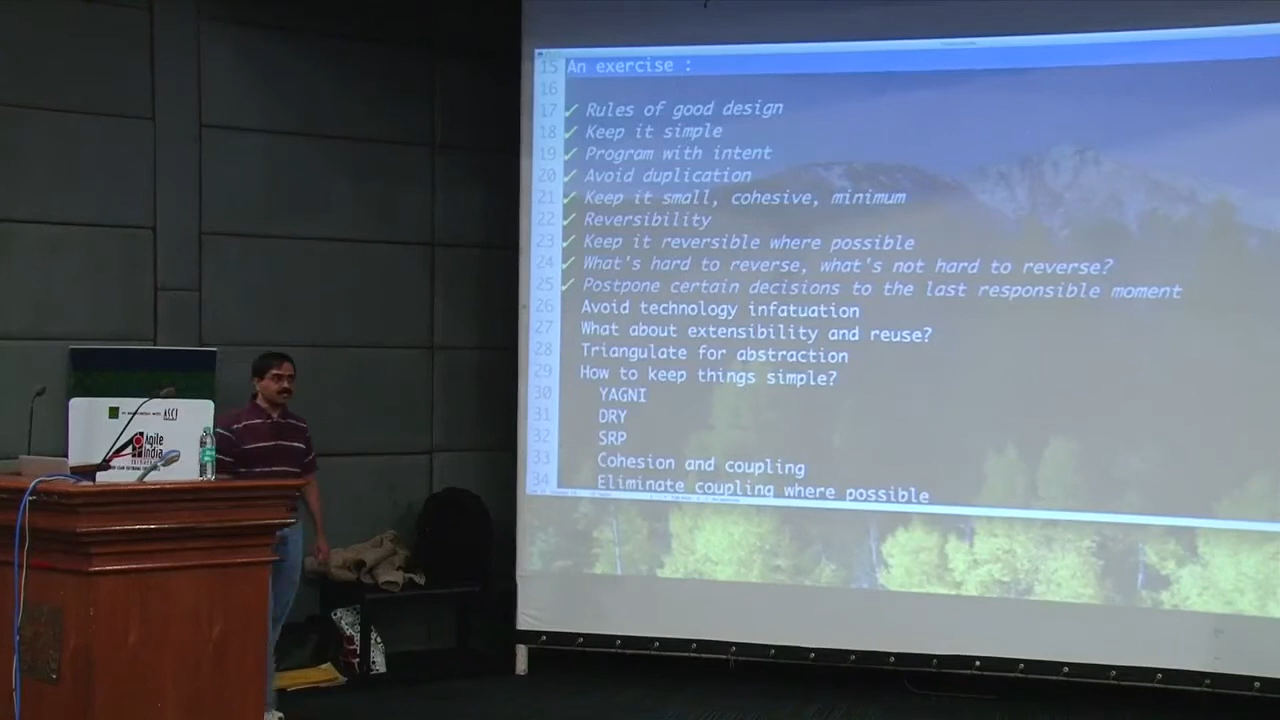 15 An exercise :
16
17 ✓ Rules of good design
18 ✓ Keep it simple
19 ✓ Program with intent
20 ✓ Avoid duplication
21 ✓ Keep it small, cohesive, minimum
22 ✓ Reversibility
23 ✓ Keep it reversible where possible
24 ✓ What's hard to reverse, what's not hard to reverse?
25 ✓ Postpone certain decisions to the last responsible moment
26 Avoid technology infatuation
27 What about extensibility and reuse?
28 Triangulate for abstraction
29 How to keep things simple?
30 YAGNI
31 DRY
32 SRP
33 Cohesion and coupling
34 Eliminate coupling where possible
ASCI
Agile
India